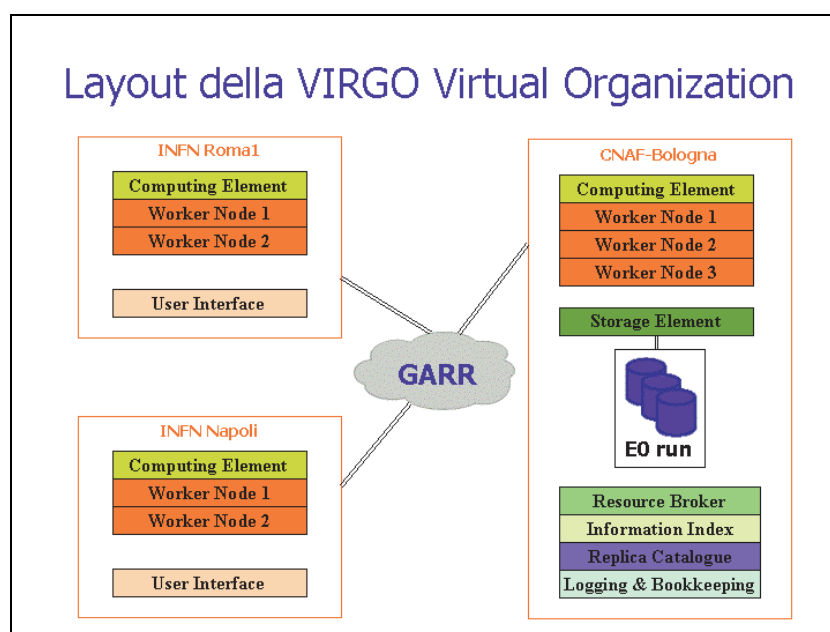 Layout della VIRGO Virtual Organization
INFN Roma1
Computing Element
Worker Node 1
Worker Node 2
User Interface
CNAF-Bologna
Computing Element
Worker Node 1
Worker Node 2
Worker Node 3
Storage Element
E0 run
Resource Broker
Information Index
Replica Catalogue
Logging & Bookkeeping
GARR
INFN Napoli
Computing Element
Worker Node 1
Worker Node 2
User Interface